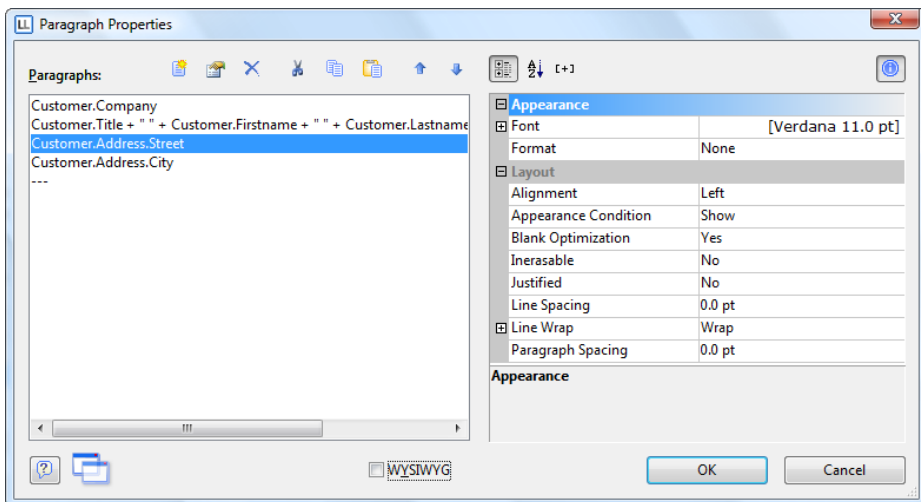 LL Paragraph Properties
Paragraphs:
Customer.Company
Customer.Title + " " + Customer.Firstname + " " + Customer.Lastname
Customer.Address.Street
Customer.Address.City
---
A Z [+]
Appearance
Font [Verdana 11.0 pt]
Format None
Layout
Alignment Left
Appearance Condition Show
Blank Optimization Yes
Inerasable No
Justified No
Line Spacing 0.0 pt
Line Wrap Wrap
Paragraph Spacing 0.0 pt
Appearance
WYSIWYG
OK Cancel